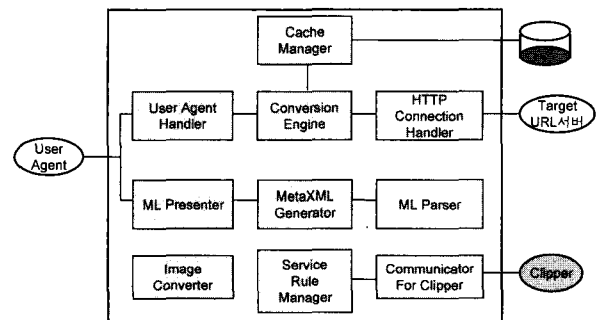 Cache
Manager
User Agent
Handler
Conversion
Engine
HTTP
Connection
Handler
Target
URL서버
User
Agent
ML Presenter
MetaXML
Generator
ML Parser
Image
Converter
Service
Rule
Manager
Communicator
For Clipper
Clipper